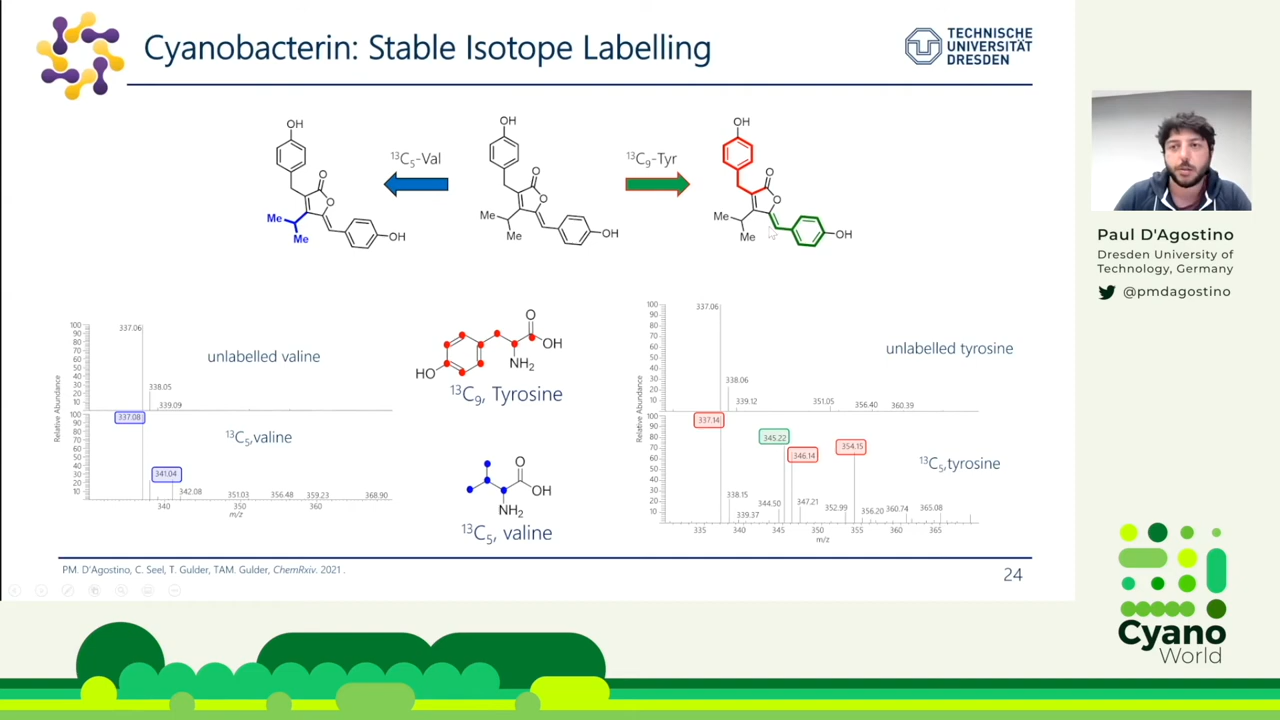 Cyanobacterin: Stable Isotope Labelling
TECHNISCHE
UNIVERSITÄT
DRESDEN
OH
O
O
Me
Me
OH
¹³C₅-Val
OH
O
O
Me
Me
OH
¹³C₉-Tyr
OH
O
O
Me
Me
OH
Paul D'Agostino
Dresden University of
Technology, Germany
@pmdagostino
100
90
80
70
60
50
40
30
20
10
337.06
338.05
339.09
unlabelled valine
Relative Abundance
100
90
80
70
60
50
40
30
20
10
337.08
341.04
342.08
351.03
356.48
359.23
368.90
¹³C₅,valine
340
350
360
m/z
O
OH
NH₂
HO
¹³C₉, Tyrosine
O
OH
NH₂
¹³C₅, valine
100
90
80
70
60
50
40
30
20
10
337.06
338.06
339.12
351.05
356.40
360.39
unlabelled tyrosine
Relative Abundance
100
90
80
70
60
50
40
30
20
10
337.14
345.22
346.14
354.15
338.15
339.37
344.50
347.21
352.99
356.20
360.74
365.08
¹³C₅,tyrosine
335
340
345
350
355
360
365
m/z
PM. D'Agostino, C. Seel, T. Gulder, TAM. Gulder, ChemRxiv. 2021 .
24
Cyano
World